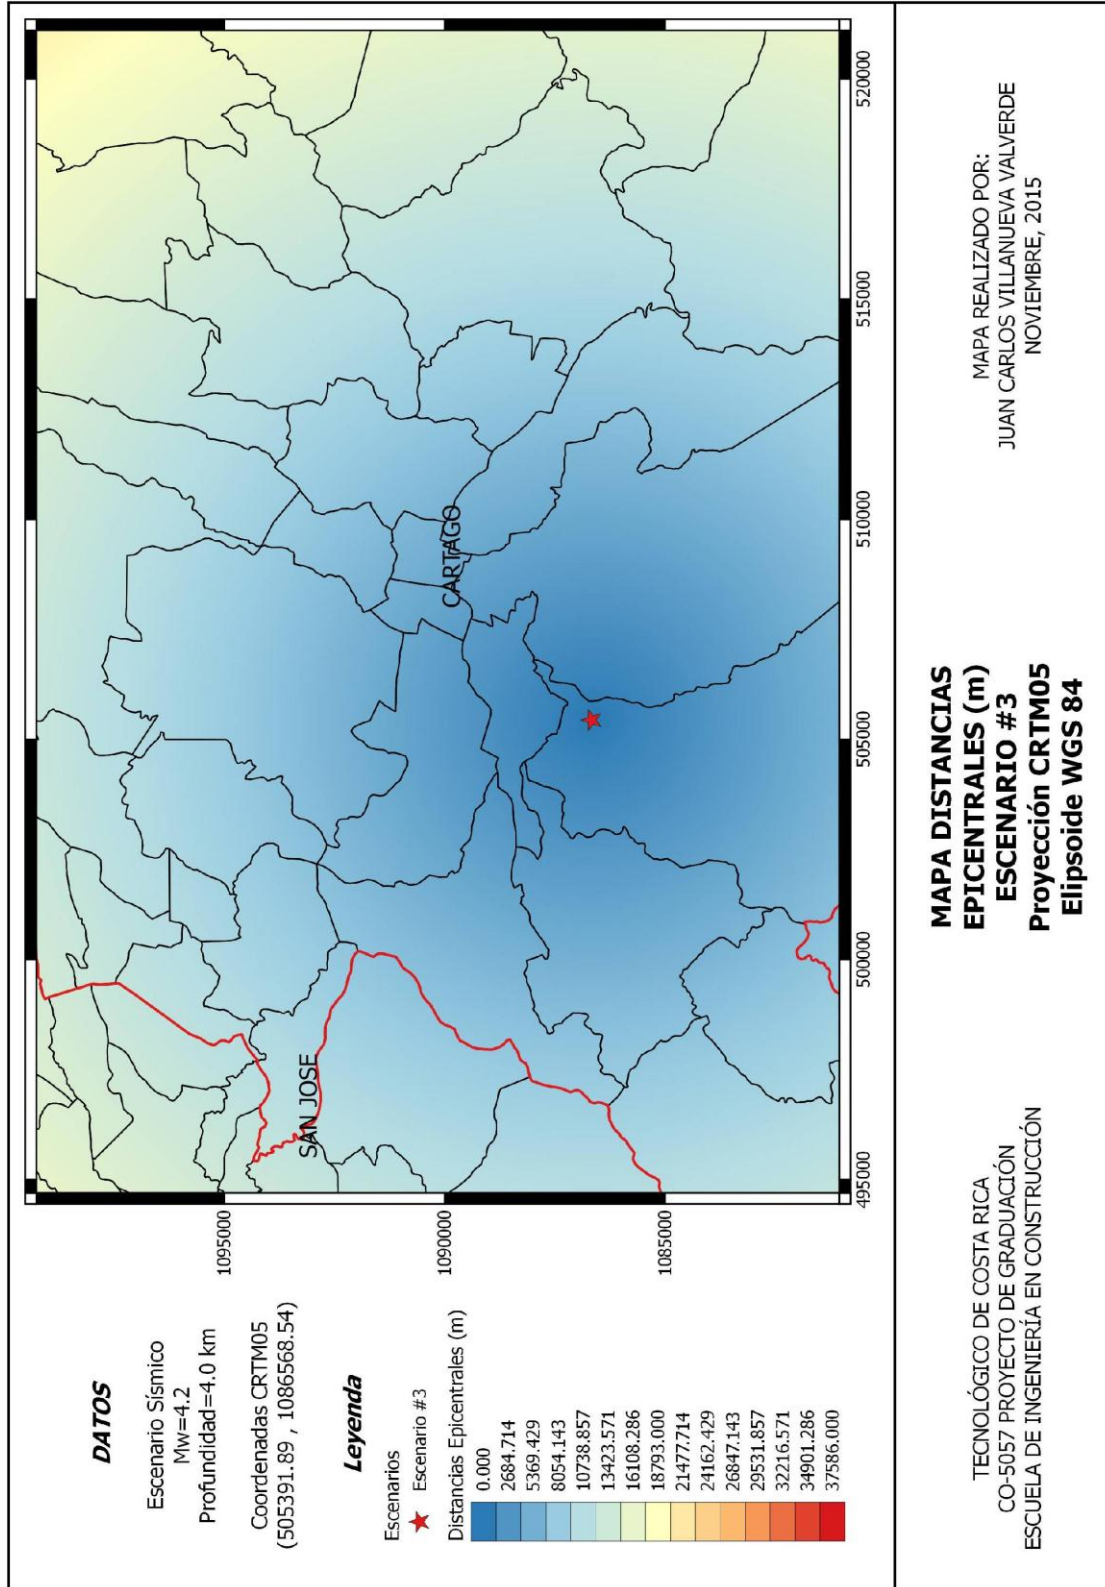 DATOS
Escenario Sísmico
Mw=4.2
Profundidad=4.0 km
Coordenadas CRTM05
(505391.89 , 1086568.54)
Leyenda
Escenarios
Escenario #3
Distancias Epicentrales (m)
0.000
2684.714
5369.429
8054.143
10738.857
13423.571
16108.286
18793.000
21477.714
24162.429
26847.143
29531.857
32216.571
34901.286
37586.000
1095000
1090000
1085000
SAN JOSE
CARTAGO
495000
500000
505000
510000
515000
520000
TECNOLÓGICO DE COSTA RICA
CO-5057 PROYECTO DE GRADUACIÓN
ESCUELA DE INGENIERÍA EN CONSTRUCCIÓN
MAPA DISTANCIAS
EPICENTRALES (m)
ESCENARIO #3
Proyección CRTM05
Elipsoide WGS 84
MAPA REALIZADO POR:
JUAN CARLOS VILLANUEVA VALVERDE
NOVIEMBRE, 2015